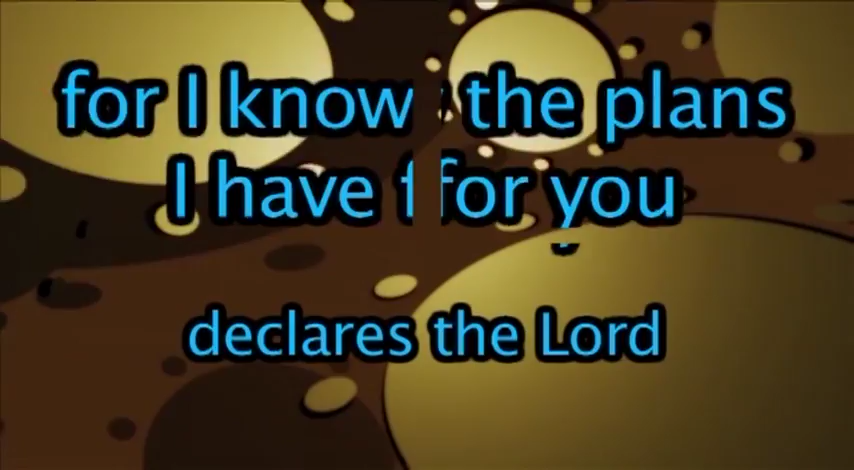 for I know the plans
I have for you
declares the Lord